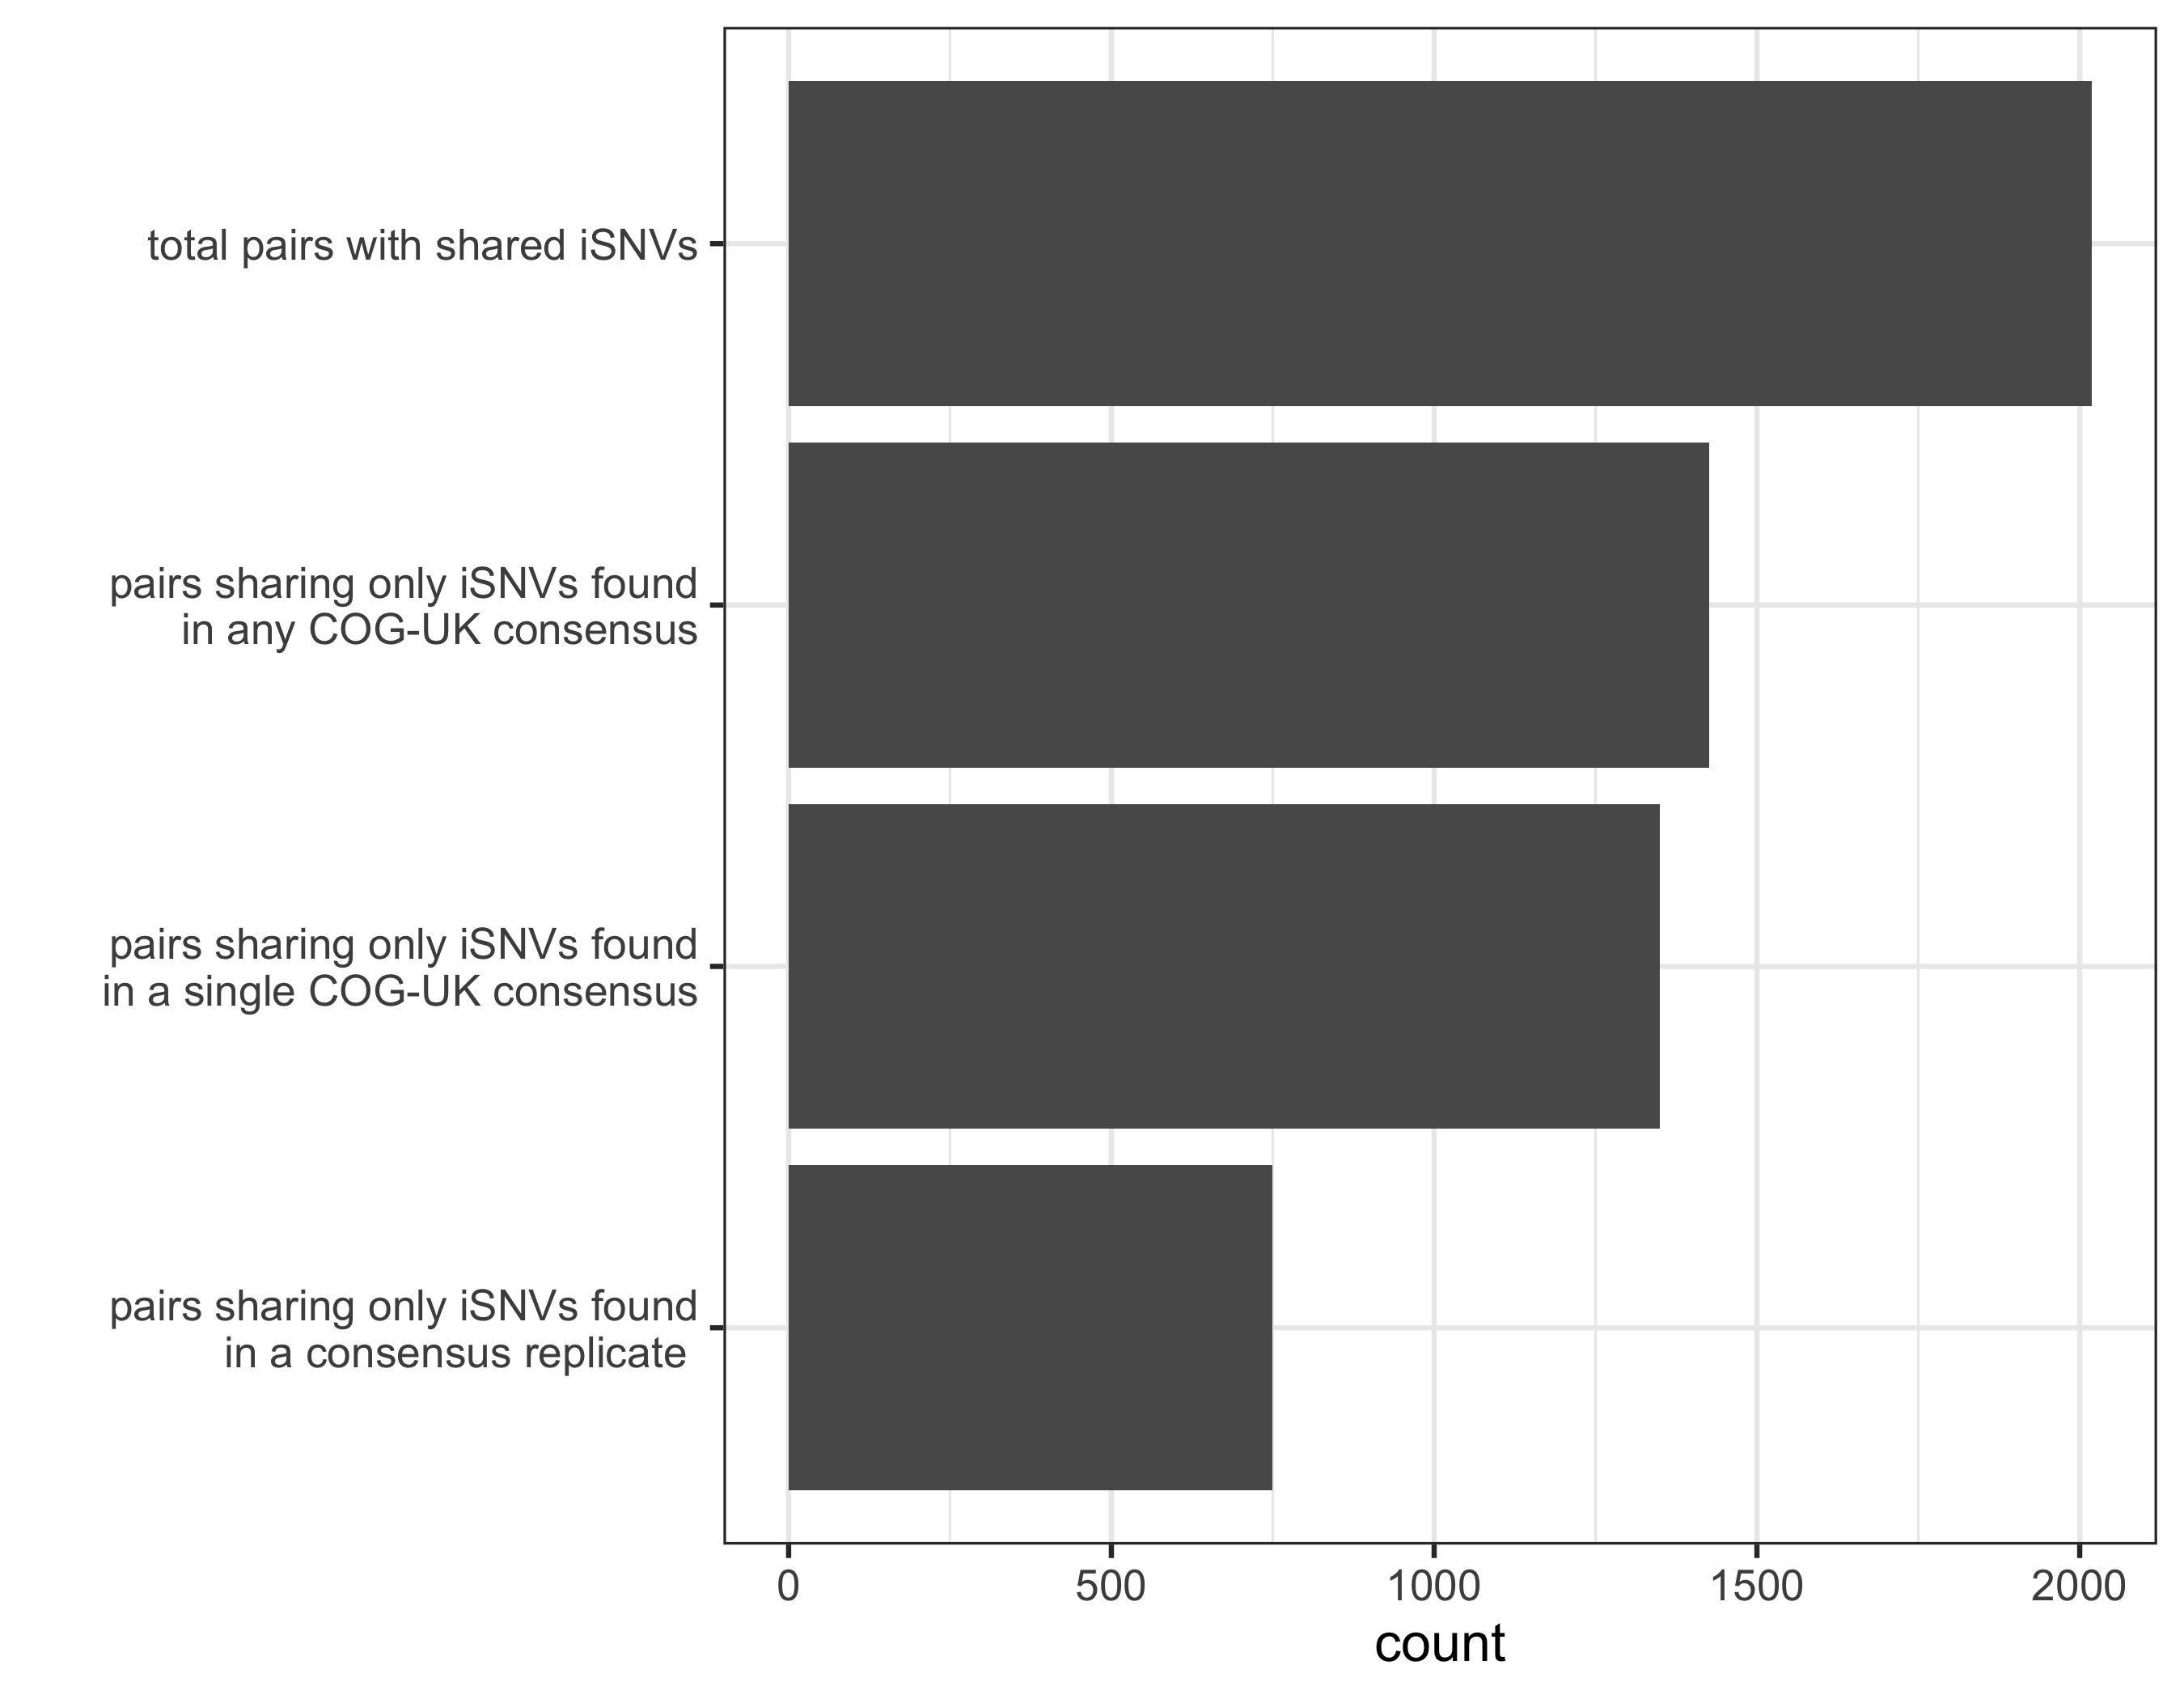 total pairs with shared iSNVs
pairs sharing only iSNVs found
in any COG-UK consensus
pairs sharing only iSNVs found
in a single COG-UK consensus
pairs sharing only iSNVs found
in a consensus replicate
0 500 1000 1500 2000
count